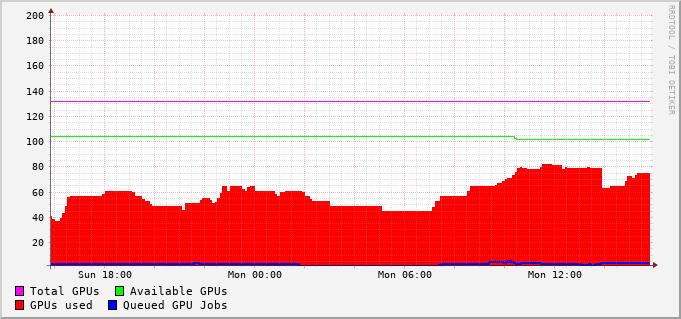 200
180
160
140
120
100
80
60
40
20
Sun 18:00 Mon 00:00 Mon 06:00 Mon 12:00
Total GPUs Available GPUs
GPUs used Queued GPU Jobs
RRDTOOL / TOBI OETIKER